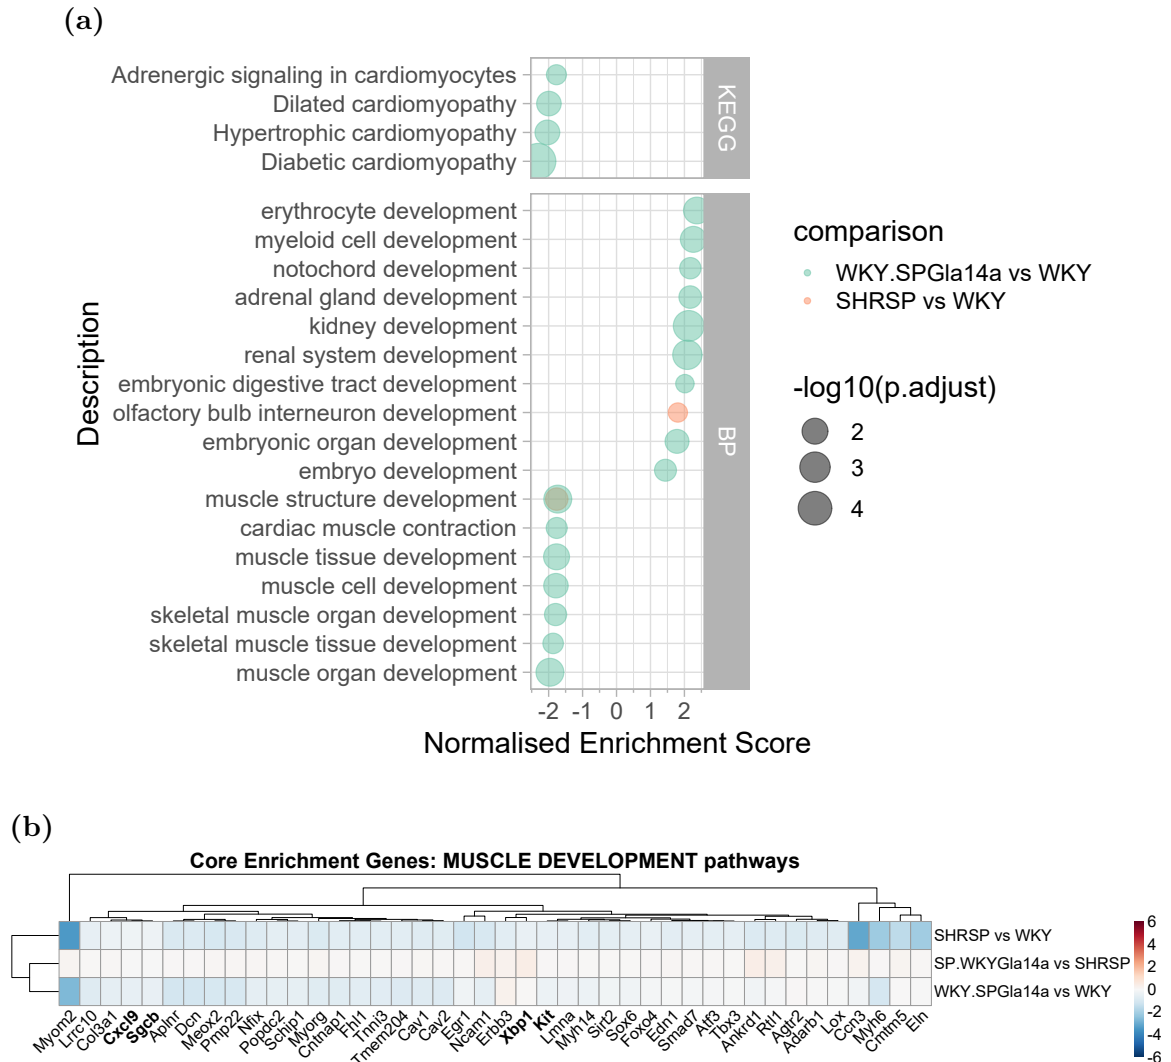 (a)
Adrenergic signaling in cardiomyocytes
Dilated cardiomyopathy
Hypertrophic cardiomyopathy
Diabetic cardiomyopathy
KEGG
erythrocyte development
myeloid cell development
notochord development
adrenal gland development
kidney development
renal system development
embryonic digestive tract development
olfactory bulb interneuron development
embryonic organ development
embryo development
muscle structure development
cardiac muscle contraction
muscle tissue development
muscle cell development
skeletal muscle organ development
skeletal muscle tissue development
muscle organ development
BP
Description
-2 -1 0 1 2
Normalised Enrichment Score
comparison
WKY.SPGla14a vs WKY
SHRSP vs WKY
-log10(p.adjust)
2
3
4
(b)
Core Enrichment Genes: MUSCLE DEVELOPMENT pathways
SHRSP vs WKY
SP.WKYGla14a vs SHRSP
WKY.SPGla14a vs WKY
Myom2
Lrrc10
Col3a1
Cxcl9
Sgcb
Aplnr
Dcn
Meox2
Pmp22
Nfix
Popdc2
Schip1
Myorg
Cntnap1
Fhl1
Tnni3
Tmem204
Cav1
Cav2
Egr1
Ncam1
Erbb3
Xbp1
Kit
Lmna
Myh14
Sirt2
Sox6
Foxo4
Edn1
Smad7
Atf3
Tbx3
Ankrd1
Rtl1
Agtr2
Adarb1
Lox
Ccn3
Myh6
Cmtm5
Eln
6
4
2
0
-2
-4
-6